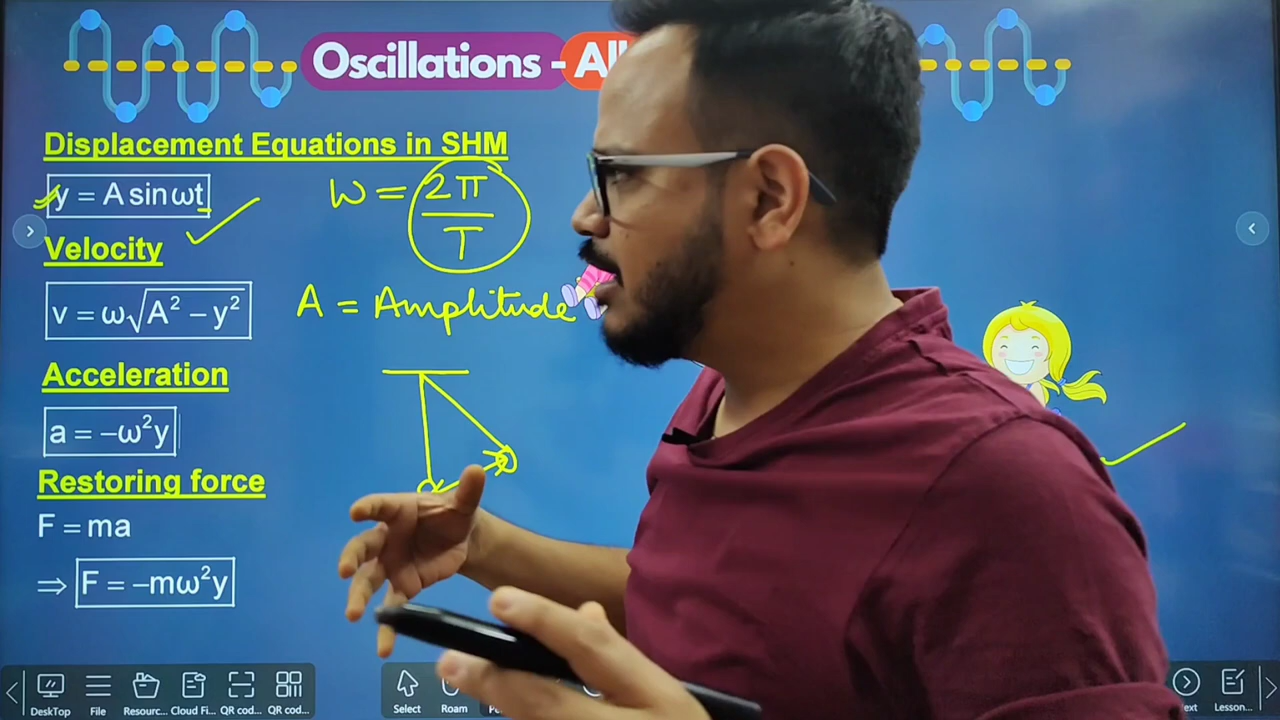 Oscillations - All
Displacement Equations in SHM
y = A sin ωt
ω = 2π / T
Velocity
v = ω√A² − y²
A = Amplitude
Acceleration
a = −ω²y
Restoring force
F = ma
⇒ F = −mω²y
DeskTop File Resourc... Cloud Fi... QR cod... QR cod... Select Roam Lesson...